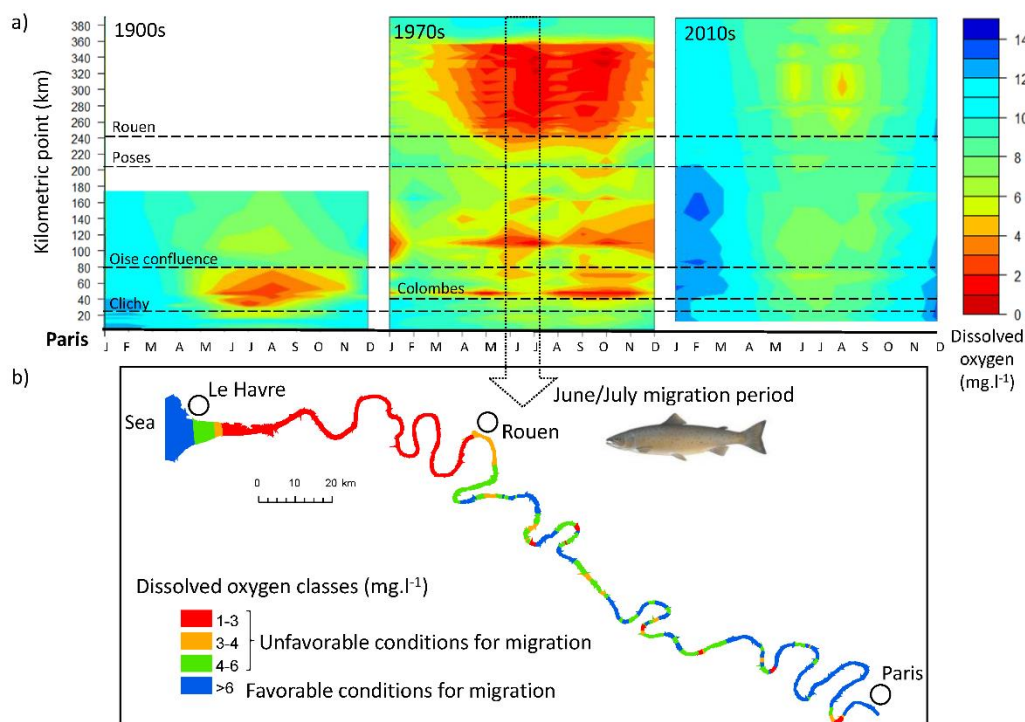 a)
1900s
1970s
2010s
Kilometric point (km)
380
360
340
320
300
280
260
240
220
200
180
160
140
120
100
80
60
40
20
Rouen
Poses
Oise confluence
Clichy
Colombes
Paris
J F M A M J J A S O N D
J F M A M J J A S O N D
J F M A M J J A S O N D
14
12
10
8
6
4
2
0
Dissolved
oxygen
(mg.l-1)
b)
June/July migration period
Le Havre
Sea
Rouen
0 10 20 km
Dissolved oxygen classes (mg.l-1)
1-3
3-4
Unfavorable conditions for migration
4-6
>6 Favorable conditions for migration
Paris